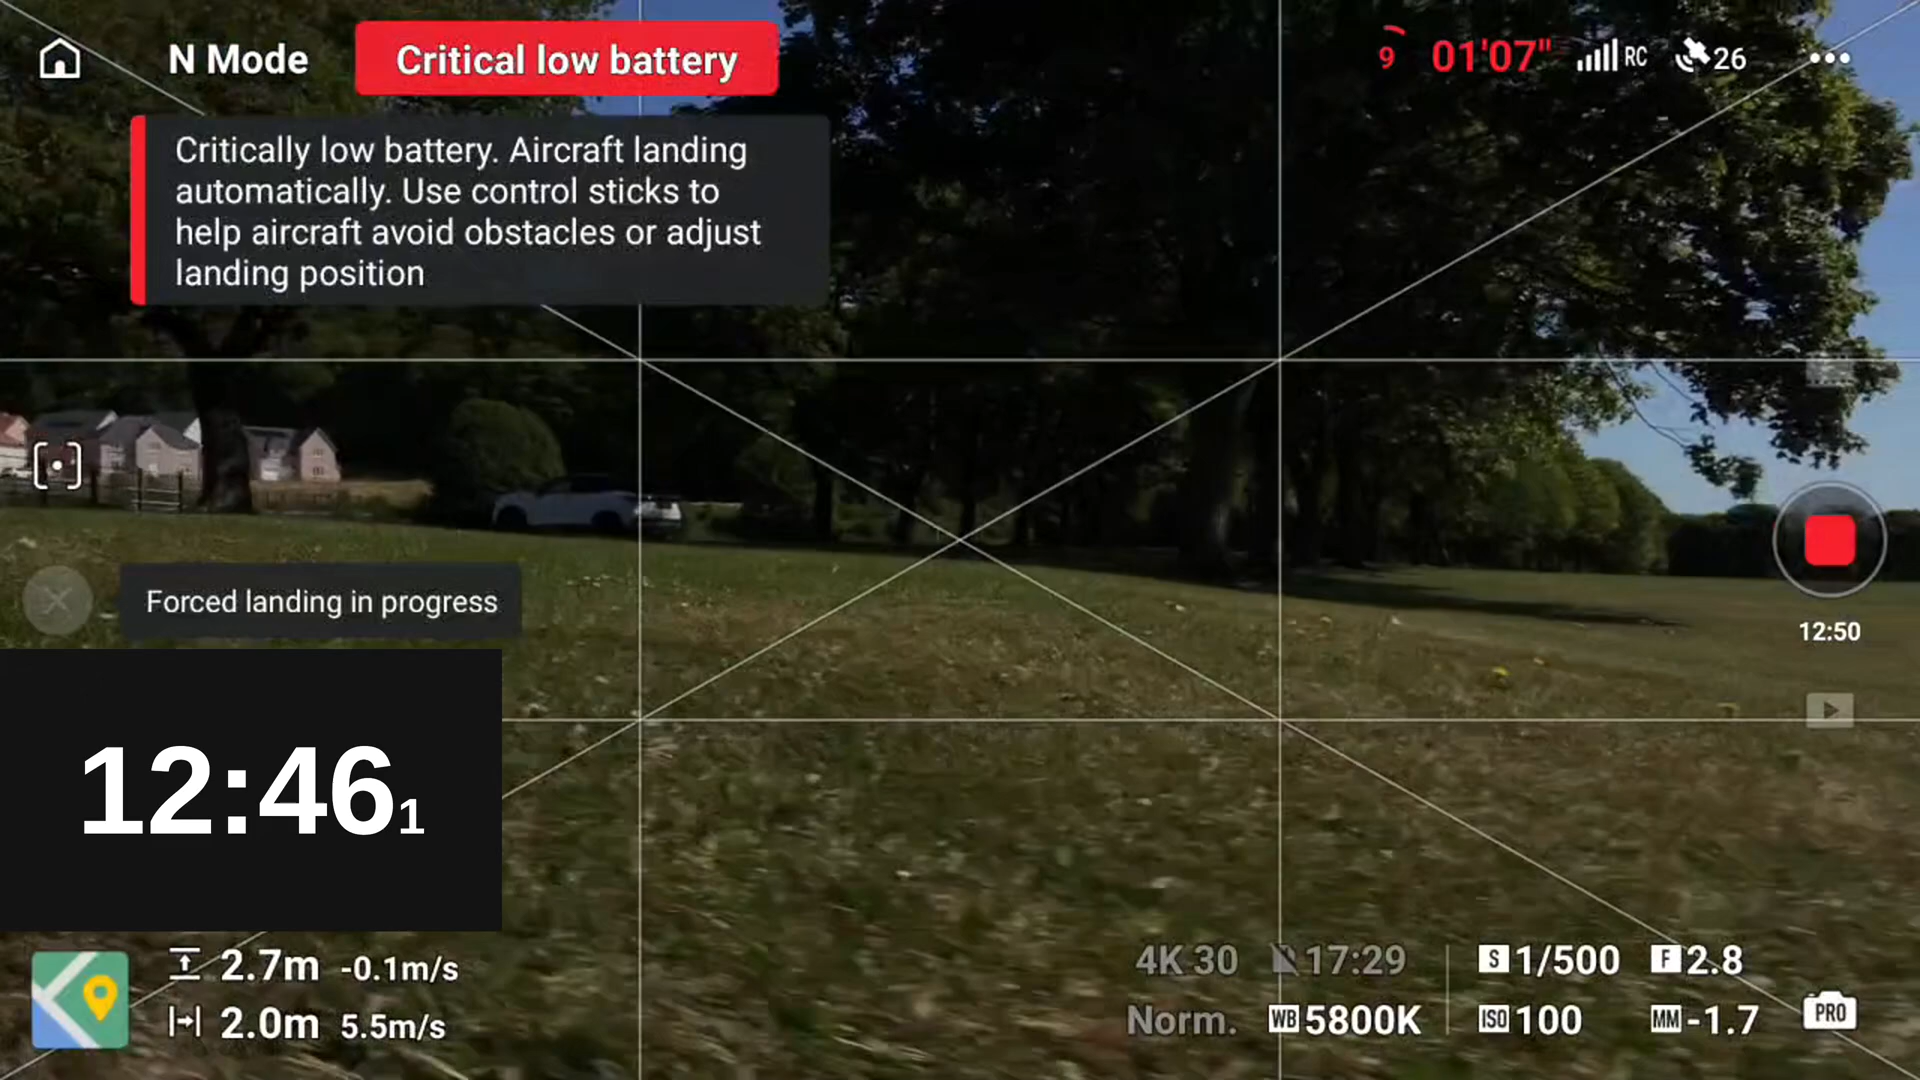 N Mode
Critical low battery
9
01'07"
RC
26
Critically low battery. Aircraft landing
automatically. Use control sticks to
help aircraft avoid obstacles or adjust
landing position
Forced landing in progress
12:50
12:461
2.7m -0.1m/s
2.0m 5.5m/s
4K 30 17:29
S 1/500 F 2.8
Norm. WB 5800K
ISO 100 MM -1.7
PRO